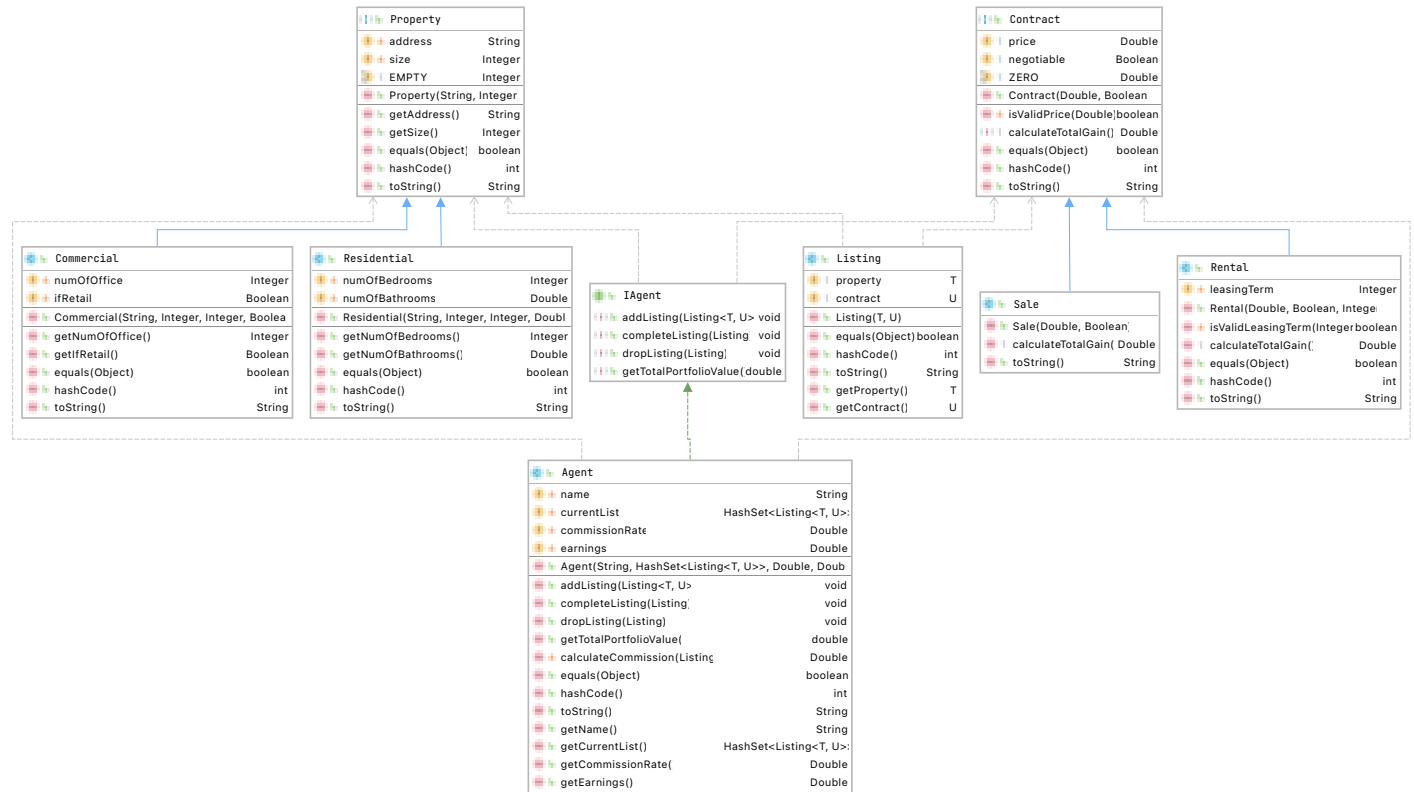 Property
address String
size Integer
EMPTY Integer
Property(String, Integer
getAddress() String
getSize() Integer
equals(Object) boolean
hashCode() int
toString() String
Contract
price Double
negotiable Boolean
ZERO Double
Contract(Double, Boolean
isValidPrice(Double) boolean
calculateTotalGain() Double
equals(Object) boolean
hashCode() int
toString() String
Commercial
numOfOffice Integer
ifRetail Boolean
Commercial(String, Integer, Integer, Boolea
getNumOfOffice() Integer
getIfRetail() Boolean
equals(Object) boolean
hashCode() int
toString() String
Residential
numOfBedrooms Integer
numOfBathrooms Double
Residential(String, Integer, Integer, Doubl
getNumOfBedrooms() Integer
getNumOfBathrooms() Double
equals(Object) boolean
hashCode() int
toString() String
IAgent
addListing(Listing<T, U> void
completeListing(Listing void
dropListing(Listing) void
getTotalPortfolioValue( double
Listing
property T
contract U
Listing(T, U)
equals(Object) boolean
hashCode() int
toString() String
getProperty() T
getContract() U
Sale
Sale(Double, Boolean)
calculateTotalGain( Double
toString() String
Rental
leasingTerm Integer
Rental(Double, Boolean, Intege
isValidLeasingTerm(Integer boolean
calculateTotalGain( Double
equals(Object) boolean
hashCode() int
toString() String
Agent
name String
currentList HashSet<Listing<T, U>>
commissionRate Double
earnings Double
Agent(String, HashSet<Listing<T, U>>, Double, Doub
addListing(Listing<T, U> void
completeListing(Listing) void
dropListing(Listing) void
getTotalPortfolioValue( double
calculateCommission(Listing Double
equals(Object) boolean
hashCode() int
toString() String
getName() String
getCurrentList() HashSet<Listing<T, U>>
getCommissionRate( Double
getEarnings() Double